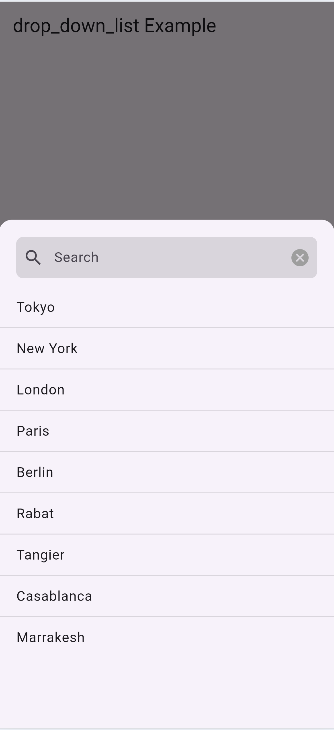 drop_down_list Example
Search
Tokyo
New York
London
Paris
Berlin
Rabat
Tangier
Casablanca
Marrakesh